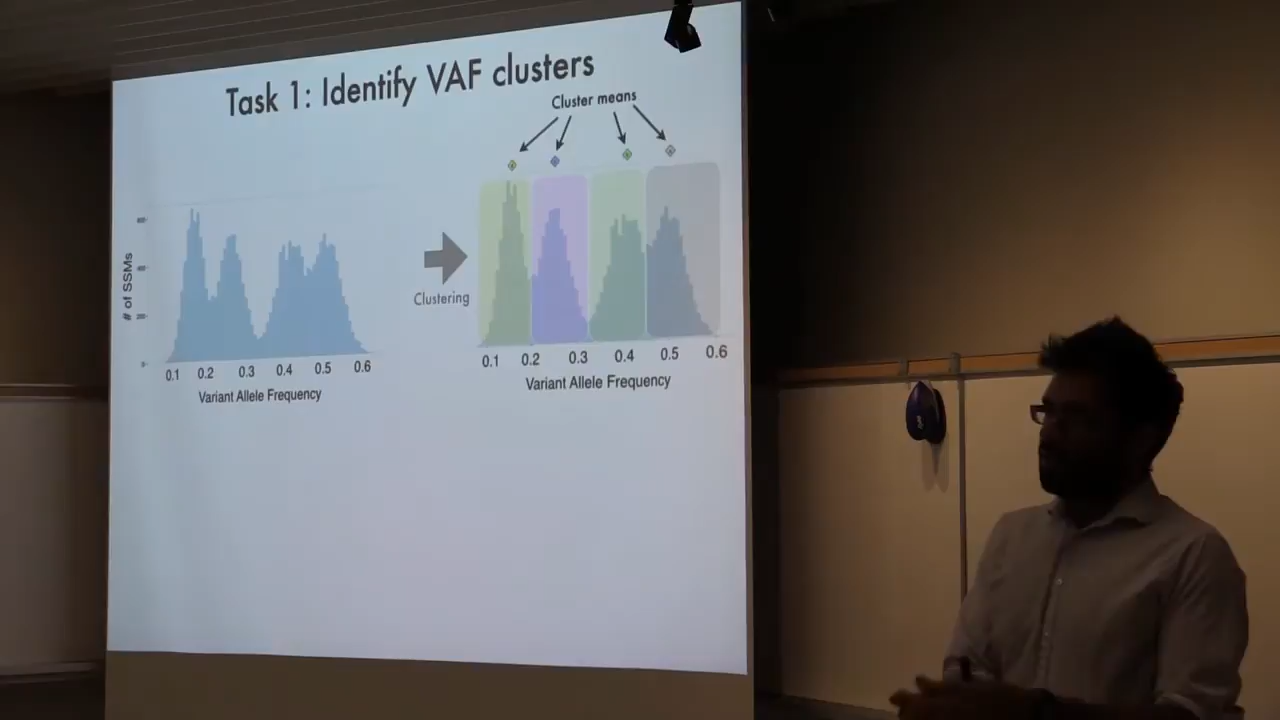 Task 1: Identify VAF clusters
Cluster means
# of SSMs
0.1 0.2 0.3 0.4 0.5 0.6
Variant Allele Frequency
Clustering
0.1 0.2 0.3 0.4 0.5 0.6
Variant Allele Frequency